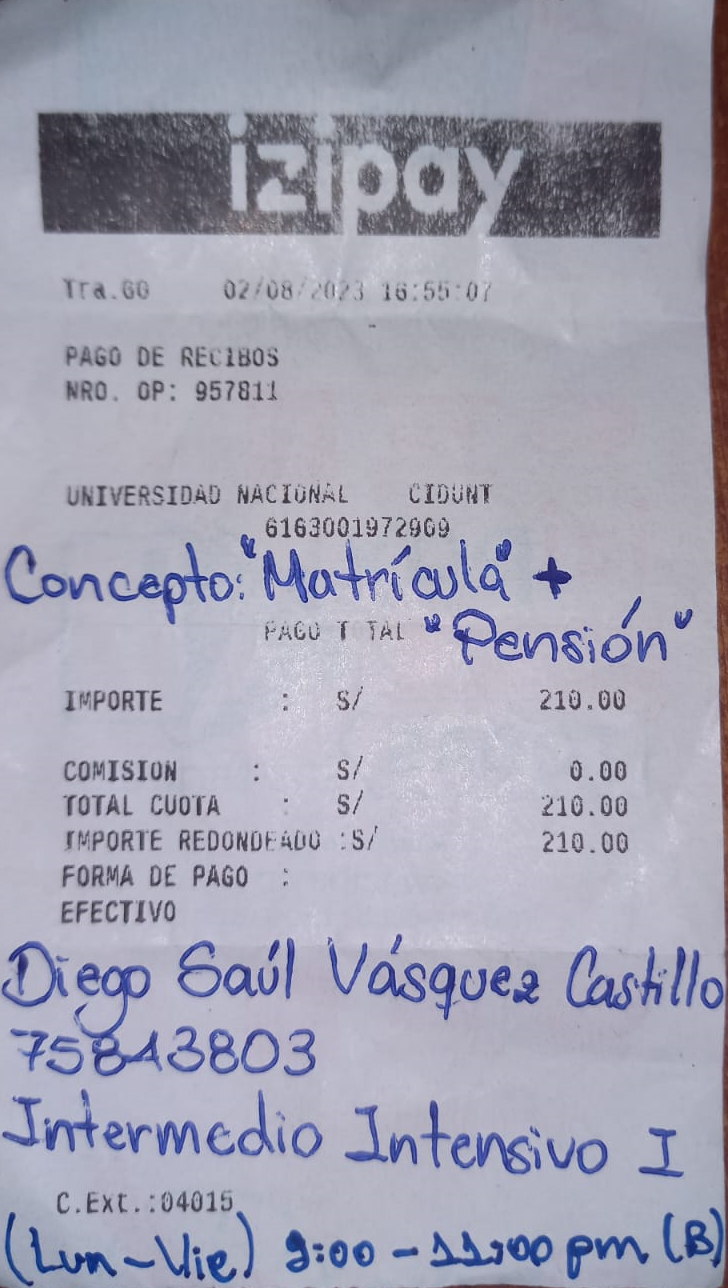 izipay
Tra.60 02/08/2023 16:55:07
PAGO DE RECIBOS
NRO. OP: 957811
UNIVERSIDAD NACIONAL CIDUNT
6163001972909
Concepto: "Matrícula" +
PAGO T TAL "Pensión"
IMPORTE : S/ 210.00
COMISION : S/ 0.00
TOTAL CUOTA : S/ 210.00
IMPORTE REDONDEADO :S/ 210.00
FORMA DE PAGO :
EFECTIVO
Diego Saúl Vásquez Castillo
75843803
Intermedio Intensivo I
C.Ext.:04015
(Lun-Vie) 9:00 - 11:00 pm (B)